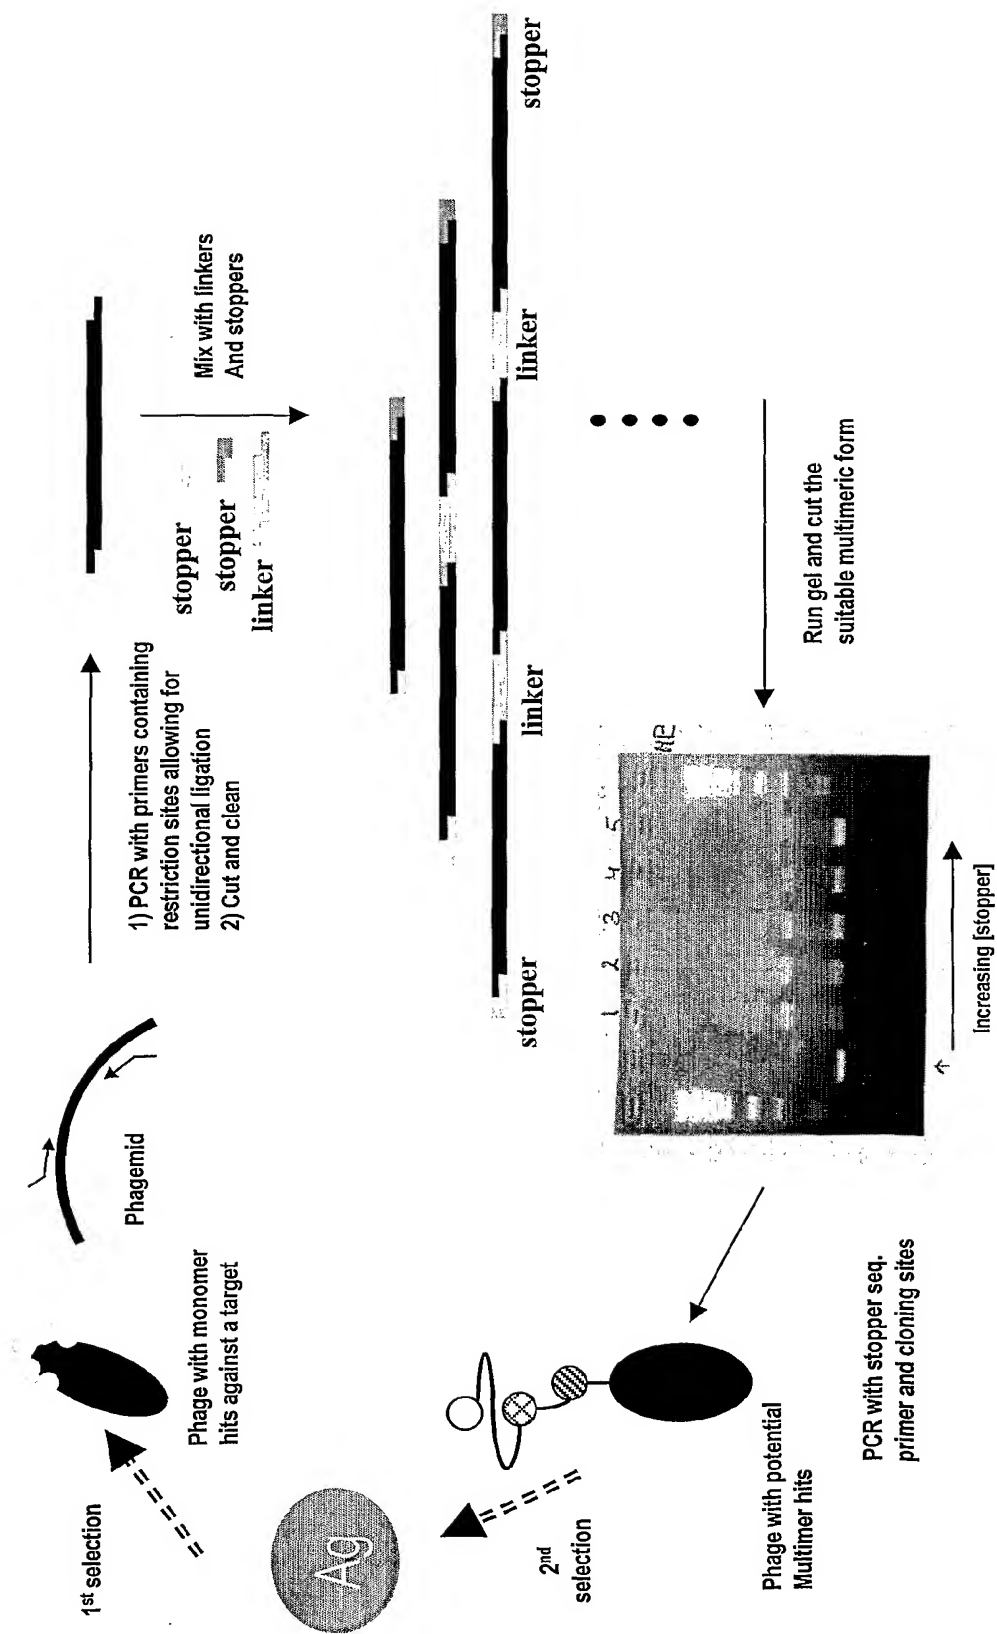 1st selection
Ag
Phage with monomer
hits against a target
Phagemid
1) PCR with primers containing
restriction sites allowing for
unidirectional ligation
2) Cut and clean
Mix with linkers
And stoppers
stopper
stopper
linker
stopper
linker
linker
stopper
Run gel and cut the
suitable multimeric form
1 2 3 4 5
Increasing [stopper]
PCR with stopper seq.
primer and cloning sites
Phage with potential
Multimer hits
2nd
selection